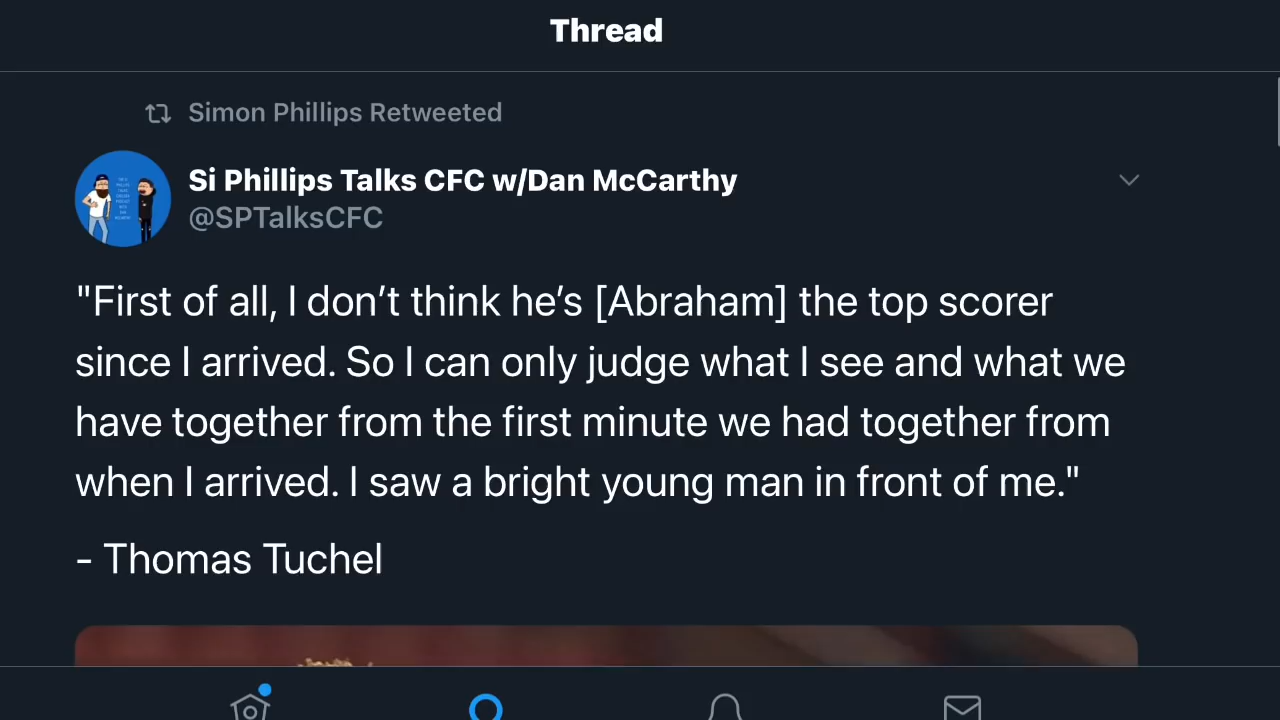 Thread
Simon Phillips Retweeted
Si Phillips Talks CFC w/Dan McCarthy
@SPTalksCFC
"First of all, I don’t think he’s [Abraham] the top scorer
since I arrived. So I can only judge what I see and what we
have together from the first minute we had together from
when I arrived. I saw a bright young man in front of me."
- Thomas Tuchel